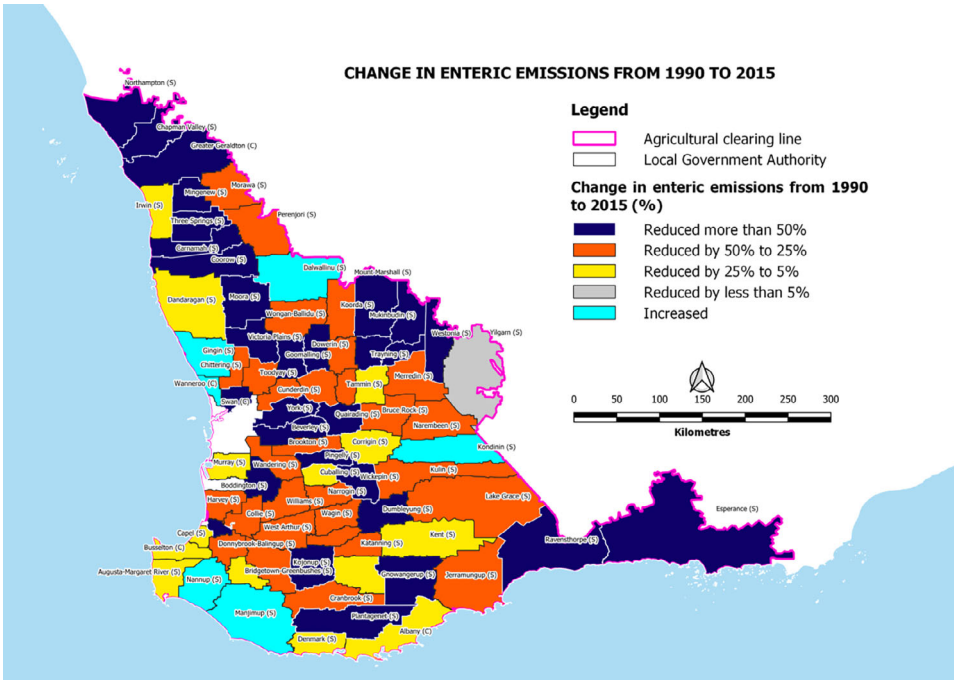 CHANGE IN ENTERIC EMISSIONS FROM 1990 TO 2015
Legend
Agricultural clearing line
Local Government Authority
Change in enteric emissions from 1990
to 2015 (%)
Reduced more than 50%
Reduced by 50% to 25%
Reduced by 25% to 5%
Reduced by less than 5%
Increased
0 50 100 150 200 250 300
Kilometres
Northampton (S)
Chapman Valley (S)
Greater Geraldton (C)
Morawa (S)
Mingenew (S)
Irwin (S)
Perenjori (S)
Three Springs (S)
Carnamah (S)
Coorow (S)
Dalwallinu (S)
Mount Marshall (S)
Dandaragan (S)
Moora (S)
Koorda (S)
Wongan-Ballidu (S)
Mukinbudin (S)
Westonia (S)
Yilgarn (S)
Victoria Plains (S)
Dowerin (S)
Gingin (S)
Goomalling (S)
Trayning (S)
Chittering (S)
Toodyay (S)
Merredin (S)
Wanneroo (C)
Tammin (S)
Cunderdin (S)
Swan (C)
York (S)
Quairading (S)
Bruce Rock (S)
Beverley (S)
Narembeen (S)
Brookton (S)
Corrigin (S)
Kondinin (S)
Pingelly (S)
Murray (S)
Wandering (S)
Cuballing (S)
Wickepin (S)
Kulin (S)
Boddington (S)
Narrogin (S)
Harvey (S)
Williams (S)
Lake Grace (S)
Collie (S)
Wagin (S)
Dumbleyung (S)
Esperance (S)
West Arthur (S)
Capel (S)
Kent (S)
Ravensthorpe (S)
Busselton (C)
Donnybrook-Balingup (S)
Katanning (S)
Kojonup (S)
Augusta-Margaret River (S)
Bridgetown-Greenbushes (S)
Gnowangerup (S)
Jerramungup (S)
Nannup (S)
Cranbrook (S)
Manjimup (S)
Plantagenet (S)
Albany (C)
Denmark (S)